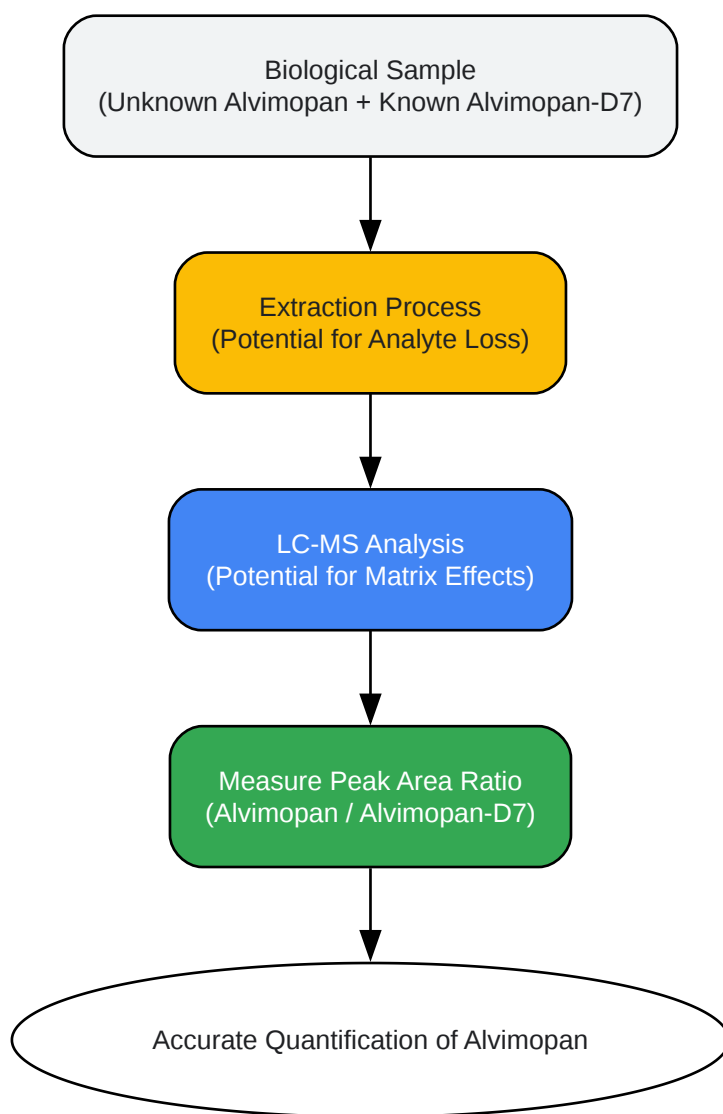 Biological Sample
(Unknown Alvimopan + Known Alvimopan-D7)
Extraction Process
(Potential for Analyte Loss)
LC-MS Analysis
(Potential for Matrix Effects)
Measure Peak Area Ratio
(Alvimopan / Alvimopan-D7)
Accurate Quantification of Alvimopan